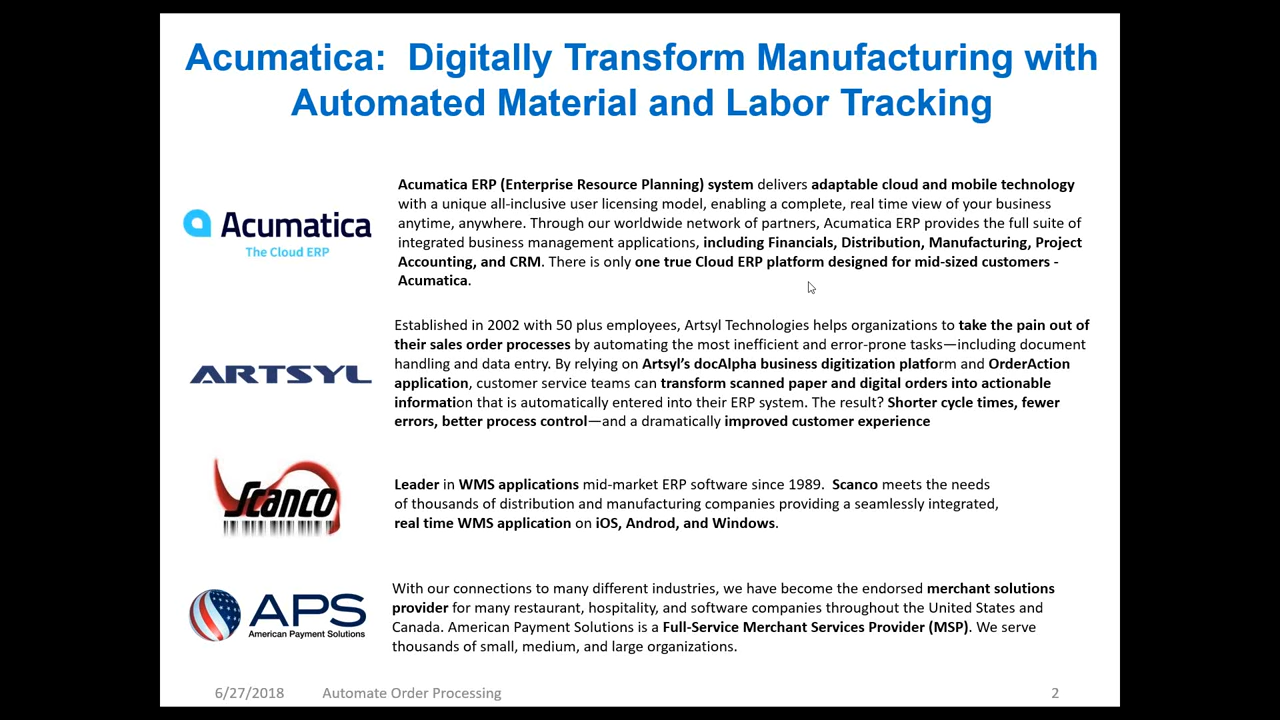 Acumatica:  Digitally Transform Manufacturing with
Automated Material and Labor Tracking
Acumatica
The Cloud ERP
Acumatica ERP (Enterprise Resource Planning) system delivers adaptable cloud and mobile technology
with a unique all-inclusive user licensing model, enabling a complete, real time view of your business
anytime, anywhere. Through our worldwide network of partners, Acumatica ERP provides the full suite of
integrated business management applications, including Financials, Distribution, Manufacturing, Project
Accounting, and CRM. There is only one true Cloud ERP platform designed for mid-sized customers -
Acumatica.
ARTSYL
Established in 2002 with 50 plus employees, Artsyl Technologies helps organizations to take the pain out of
their sales order processes by automating the most inefficient and error-prone tasks—including document
handling and data entry. By relying on Artsyl’s docAlpha business digitization platform and OrderAction
application, customer service teams can transform scanned paper and digital orders into actionable
information that is automatically entered into their ERP system. The result? Shorter cycle times, fewer
errors, better process control—and a dramatically improved customer experience
Scanco
Leader in WMS applications mid-market ERP software since 1989.  Scanco meets the needs
of thousands of distribution and manufacturing companies providing a seamlessly integrated,
real time WMS application on iOS, Androd, and Windows.
APS
American Payment Solutions
With our connections to many different industries, we have become the endorsed merchant solutions
provider for many restaurant, hospitality, and software companies throughout the United States and
Canada. American Payment Solutions is a Full-Service Merchant Services Provider (MSP). We serve
thousands of small, medium, and large organizations.
6/27/2018 Automate Order Processing 2